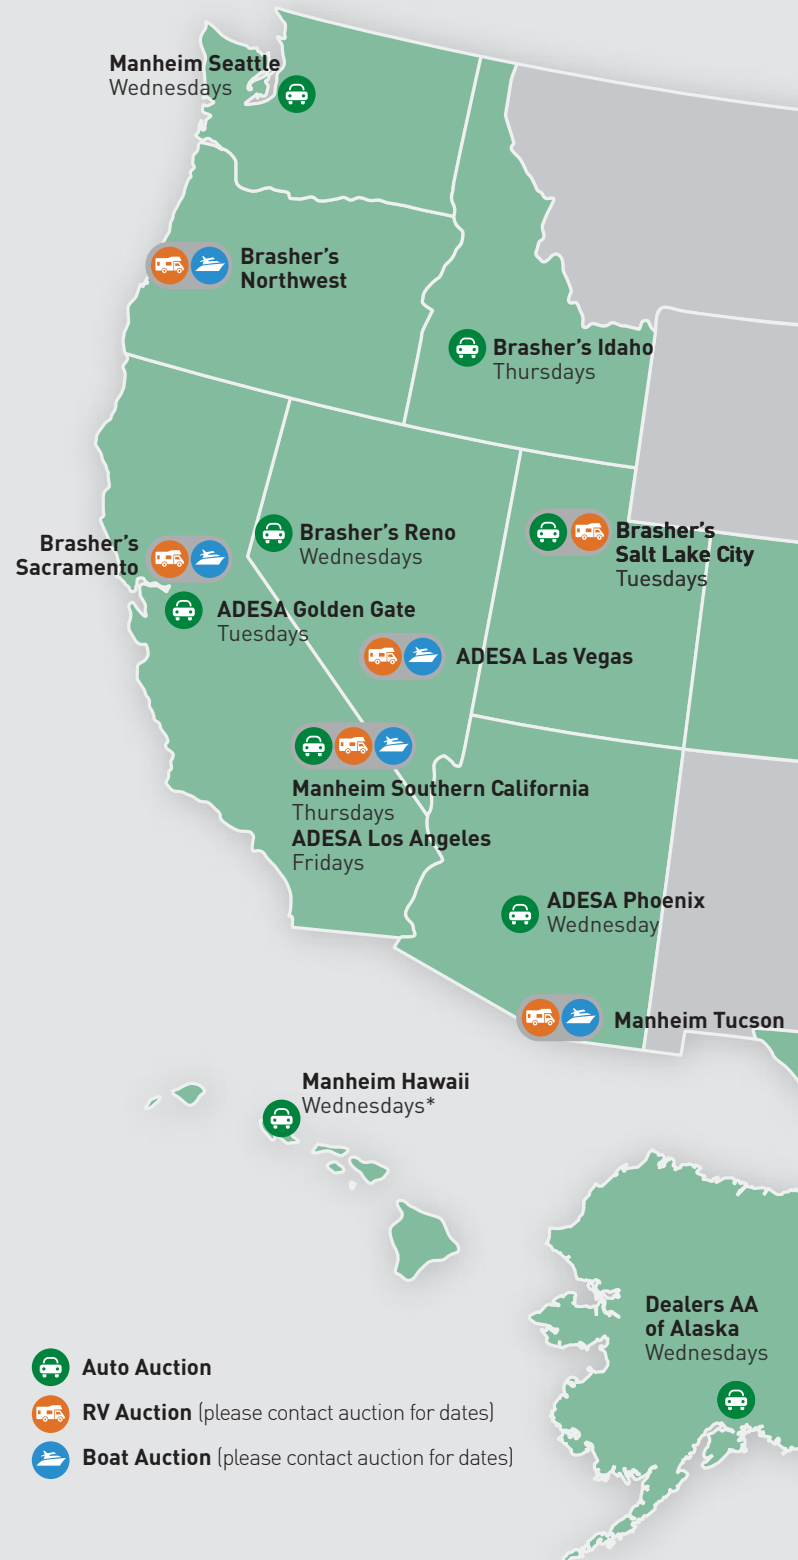 Manheim Seattle
Wednesdays
Brasher’s
Northwest
Brasher’s Idaho
Thursdays
Brasher’s Reno
Wednesdays
Brasher’s
Salt Lake City
Tuesdays
Brasher’s
Sacramento
ADESA Golden Gate
Tuesdays
ADESA Las Vegas
Manheim Southern California
Thursdays
ADESA Los Angeles
Fridays
ADESA Phoenix
Wednesday
Manheim Tucson
Manheim Hawaii
Wednesdays*
Dealers AA
of Alaska
Wednesdays
Auto Auction
RV Auction (please contact auction for dates)
Boat Auction (please contact auction for dates)